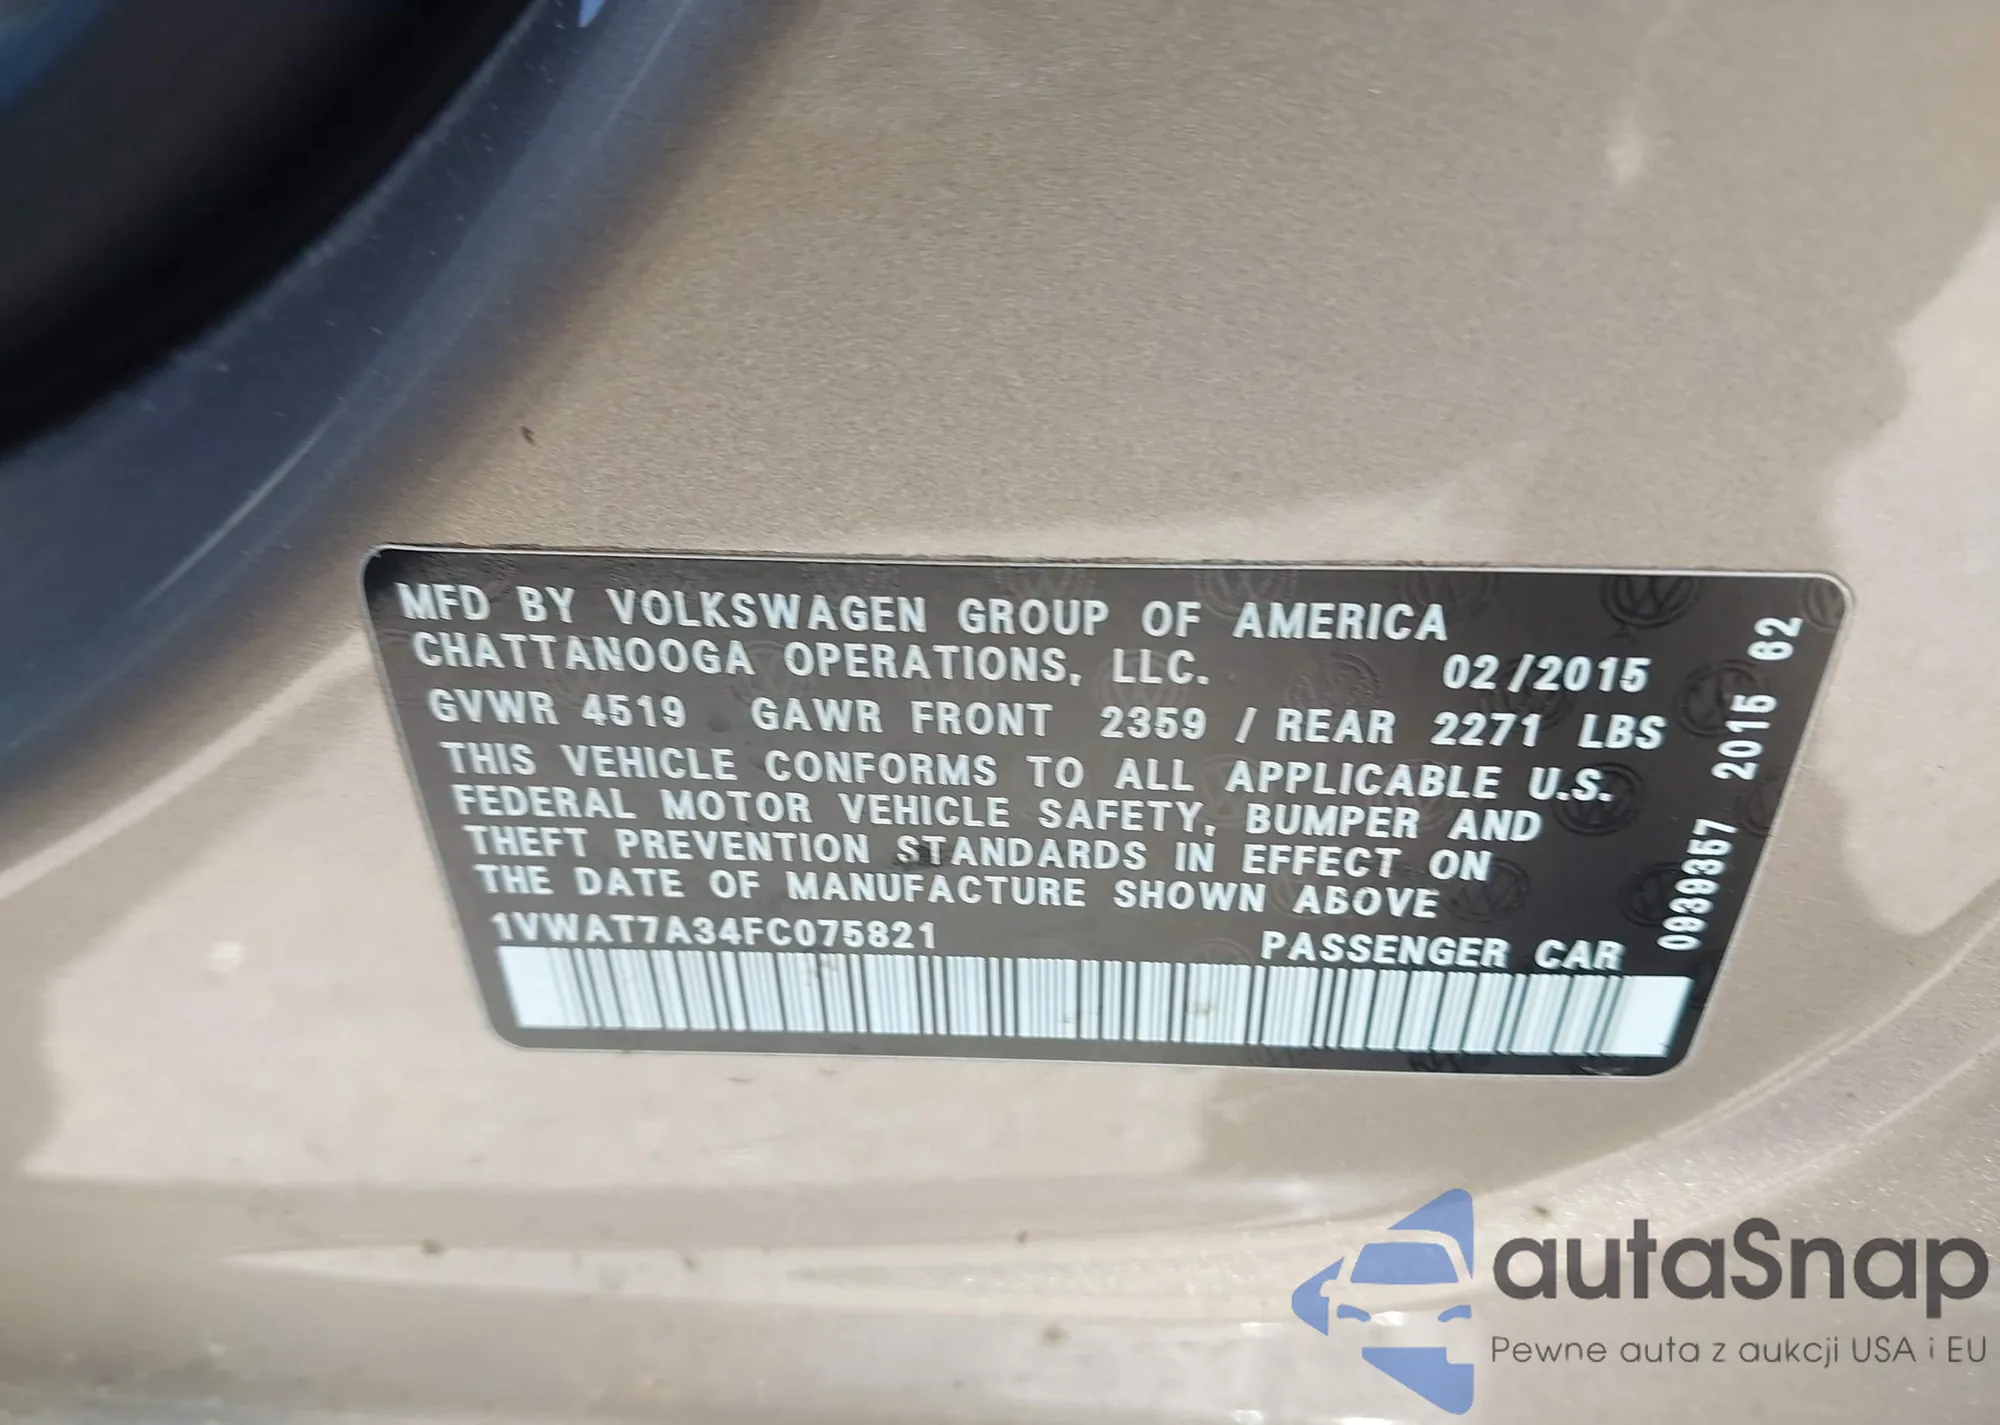 MFD BY VOLKSWAGEN GROUP OF AMERICA
CHATTANOOGA OPERATIONS, LLC. 02/2015
GVWR 4519 GAWR FRONT 2359 / REAR 2271 LBS
THIS VEHICLE CONFORMS TO ALL APPLICABLE U.S.
FEDERAL MOTOR VEHICLE SAFETY, BUMPER AND
THEFT PREVENTION STANDARDS IN EFFECT ON
THE DATE OF MANUFACTURE SHOWN ABOVE
1VWAT7A34FC075821 PASSENGER CAR
0939357 2015 62
autaSnap
Pewne auta z aukcji USA i EU